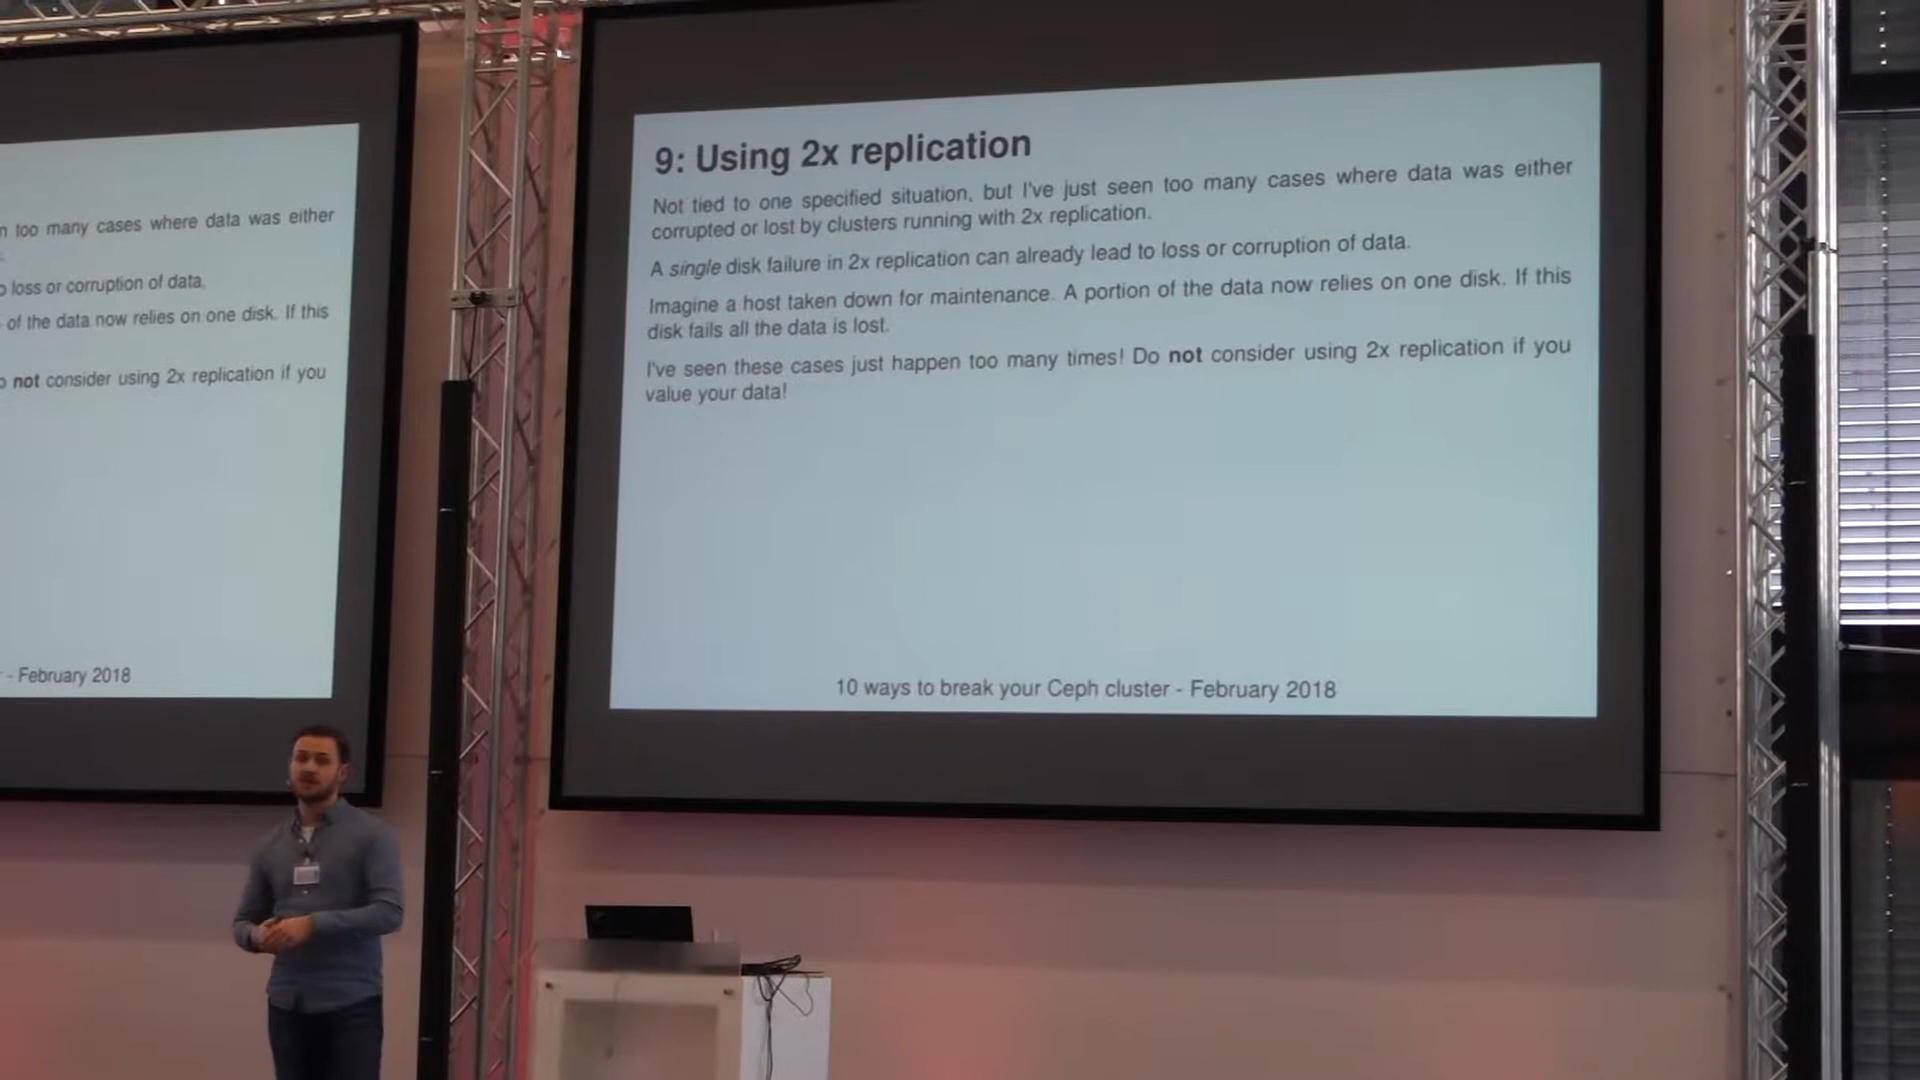 n too many cases where data was either
o loss or corruption of data.
of the data now relies on one disk. If this
o not consider using 2x replication if you
- February 2018
9: Using 2x replication
Not tied to one specified situation, but I've just seen too many cases where data was either
corrupted or lost by clusters running with 2x replication.
A single disk failure in 2x replication can already lead to loss or corruption of data.
Imagine a host taken down for maintenance. A portion of the data now relies on one disk. If this
disk fails all the data is lost.
I've seen these cases just happen too many times! Do not consider using 2x replication if you
value your data!
10 ways to break your Ceph cluster - February 2018